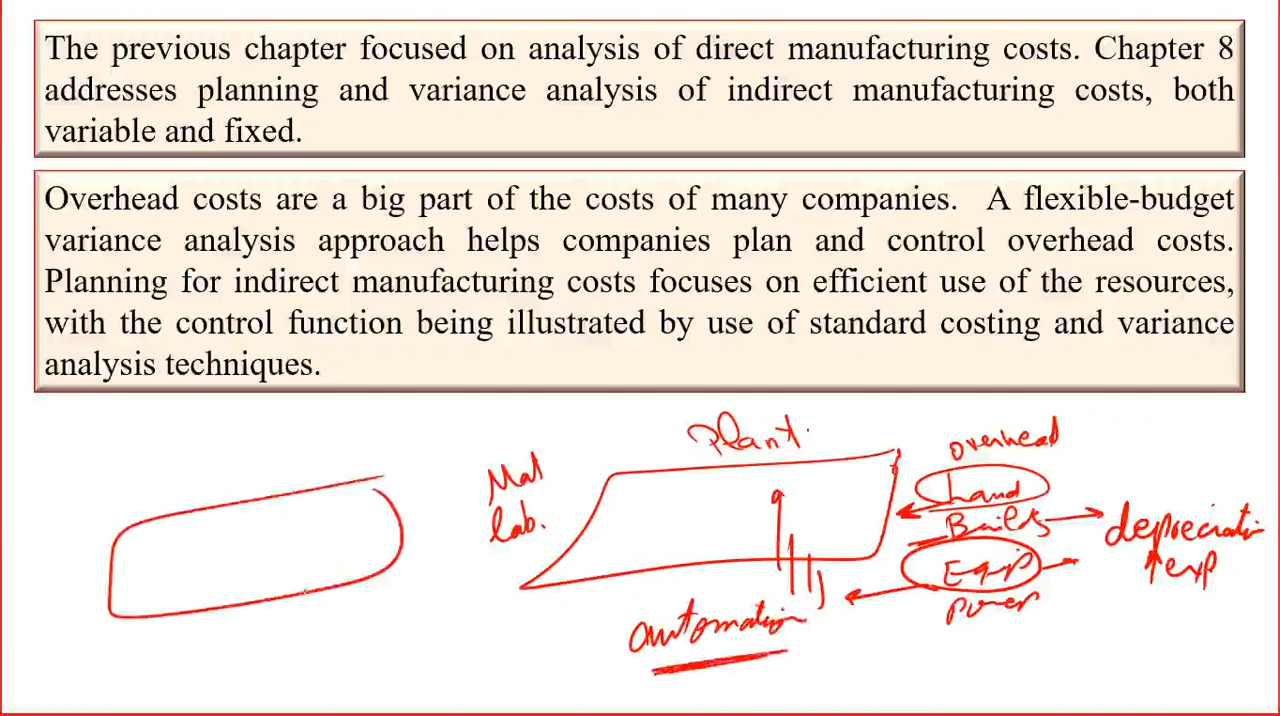 The previous chapter focused on analysis of direct manufacturing costs. Chapter 8
addresses planning and variance analysis of indirect manufacturing costs, both
variable and fixed.
Overhead costs are a big part of the costs of many companies. A flexible-budget
variance analysis approach helps companies plan and control overhead costs.
Planning for indirect manufacturing costs focuses on efficient use of the resources,
with the control function being illustrated by use of standard costing and variance
analysis techniques.
Plant
overhead
Mat
lab.
Land
Build
Equip
power
depreciation
exp
automation